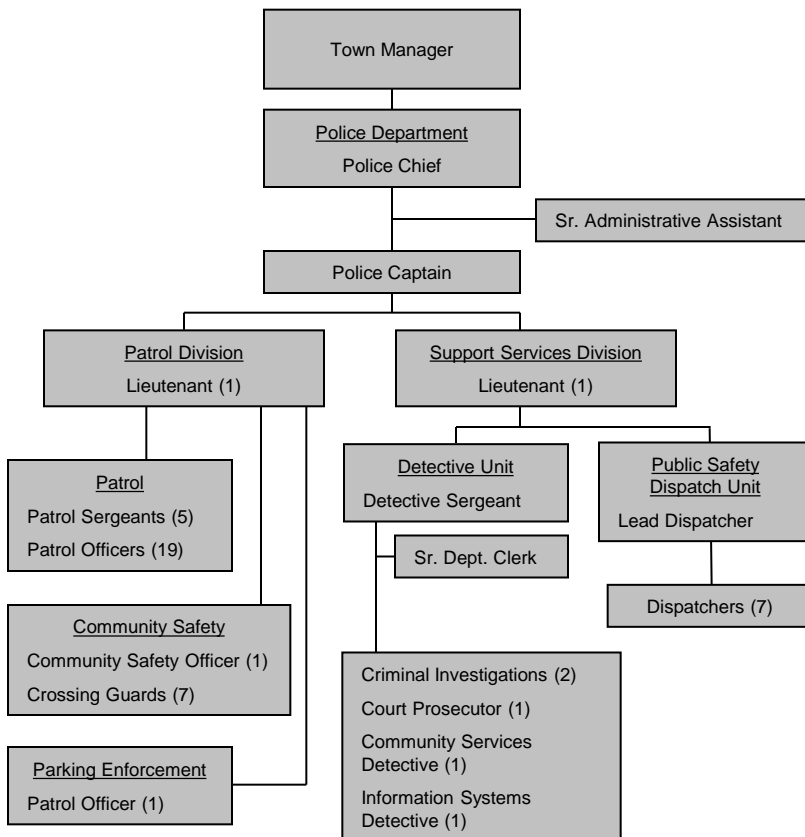 Town Manager
Police Department
Police Chief
Sr. Administrative Assistant
Police Captain
Patrol Division
Lieutenant (1)
Support Services Division
Lieutenant (1)
Patrol
Patrol Sergeants (5)
Patrol Officers (19)
Detective Unit
Detective Sergeant
Public Safety
Dispatch Unit
Lead Dispatcher
Sr. Dept. Clerk
Dispatchers (7)
Community Safety
Community Safety Officer (1)
Crossing Guards (7)
Criminal Investigations (2)
Court Prosecutor (1)
Community Services
Detective (1)
Information Systems
Detective (1)
Parking Enforcement
Patrol Officer (1)